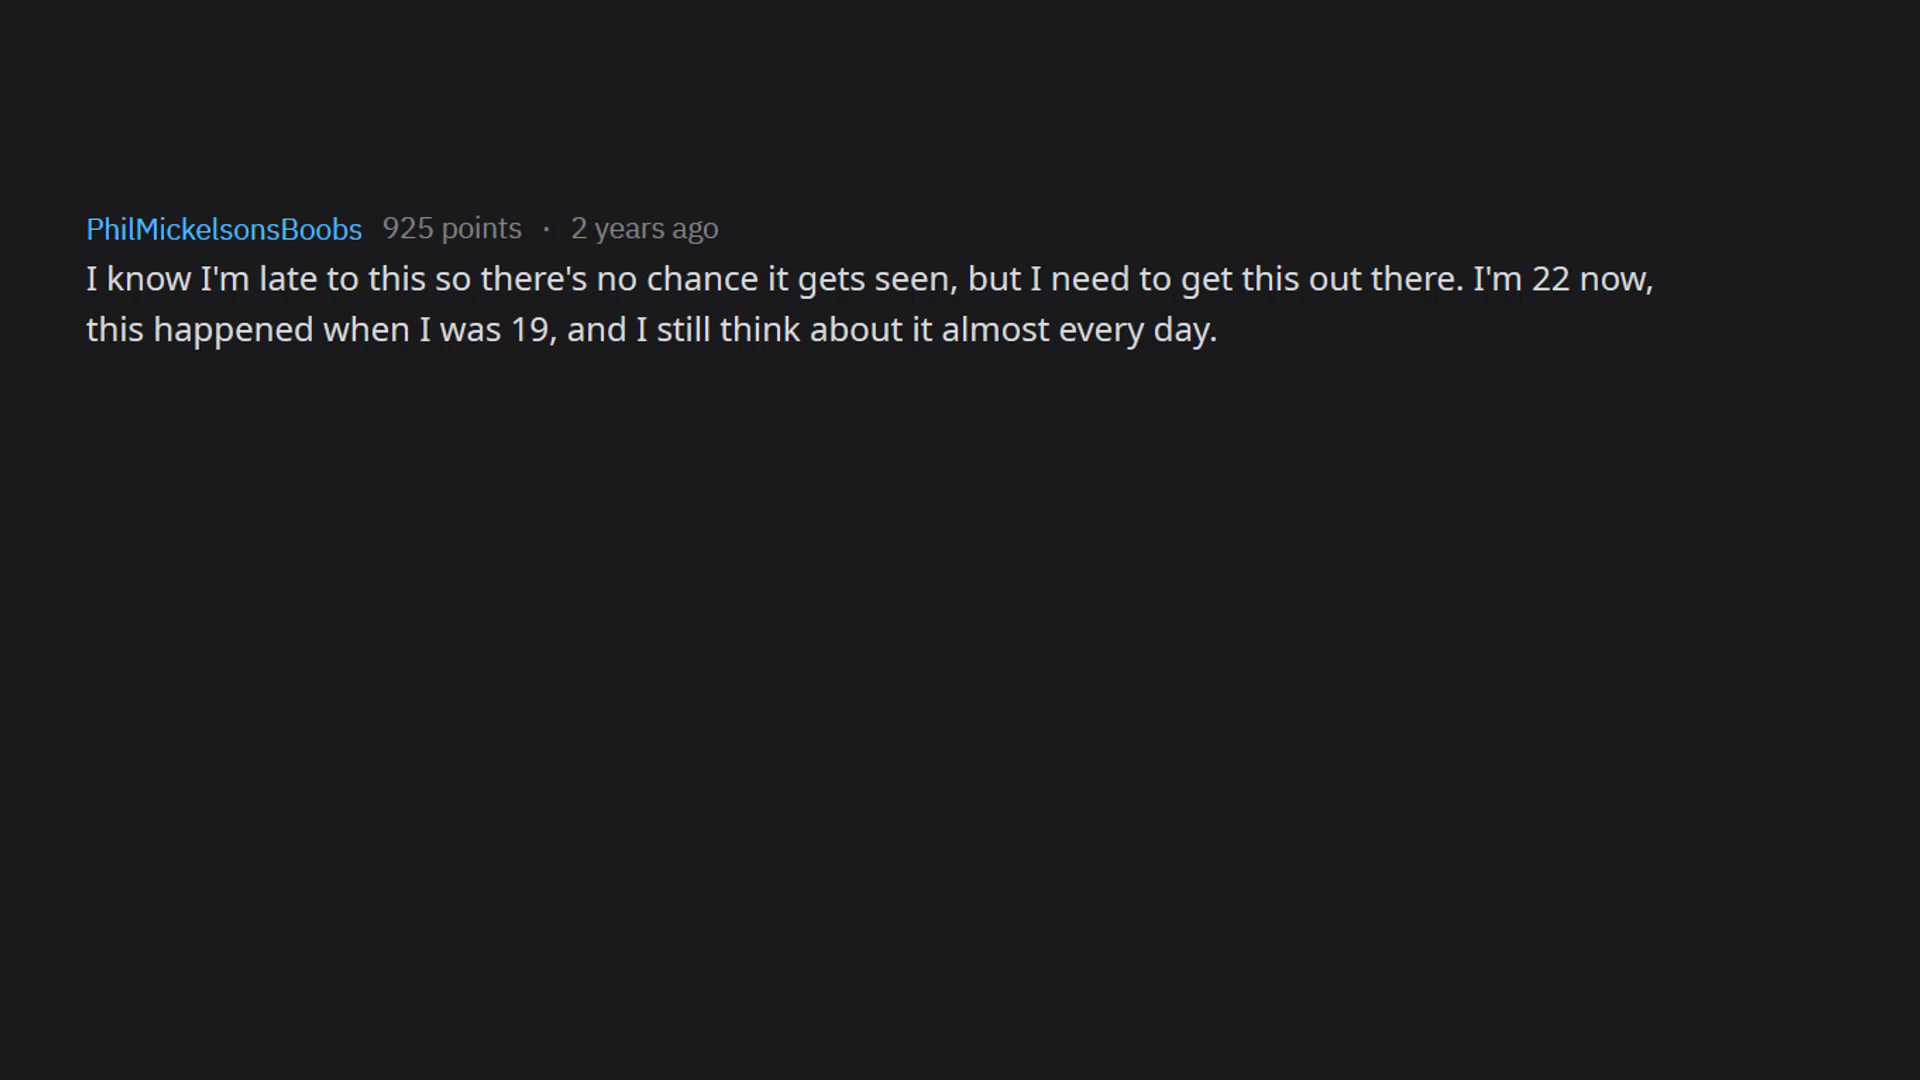 PhilMickelsonsBoobs 925 points · 2 years ago
I know I'm late to this so there's no chance it gets seen, but I need to get this out there. I'm 22 now,
this happened when I was 19, and I still think about it almost every day.